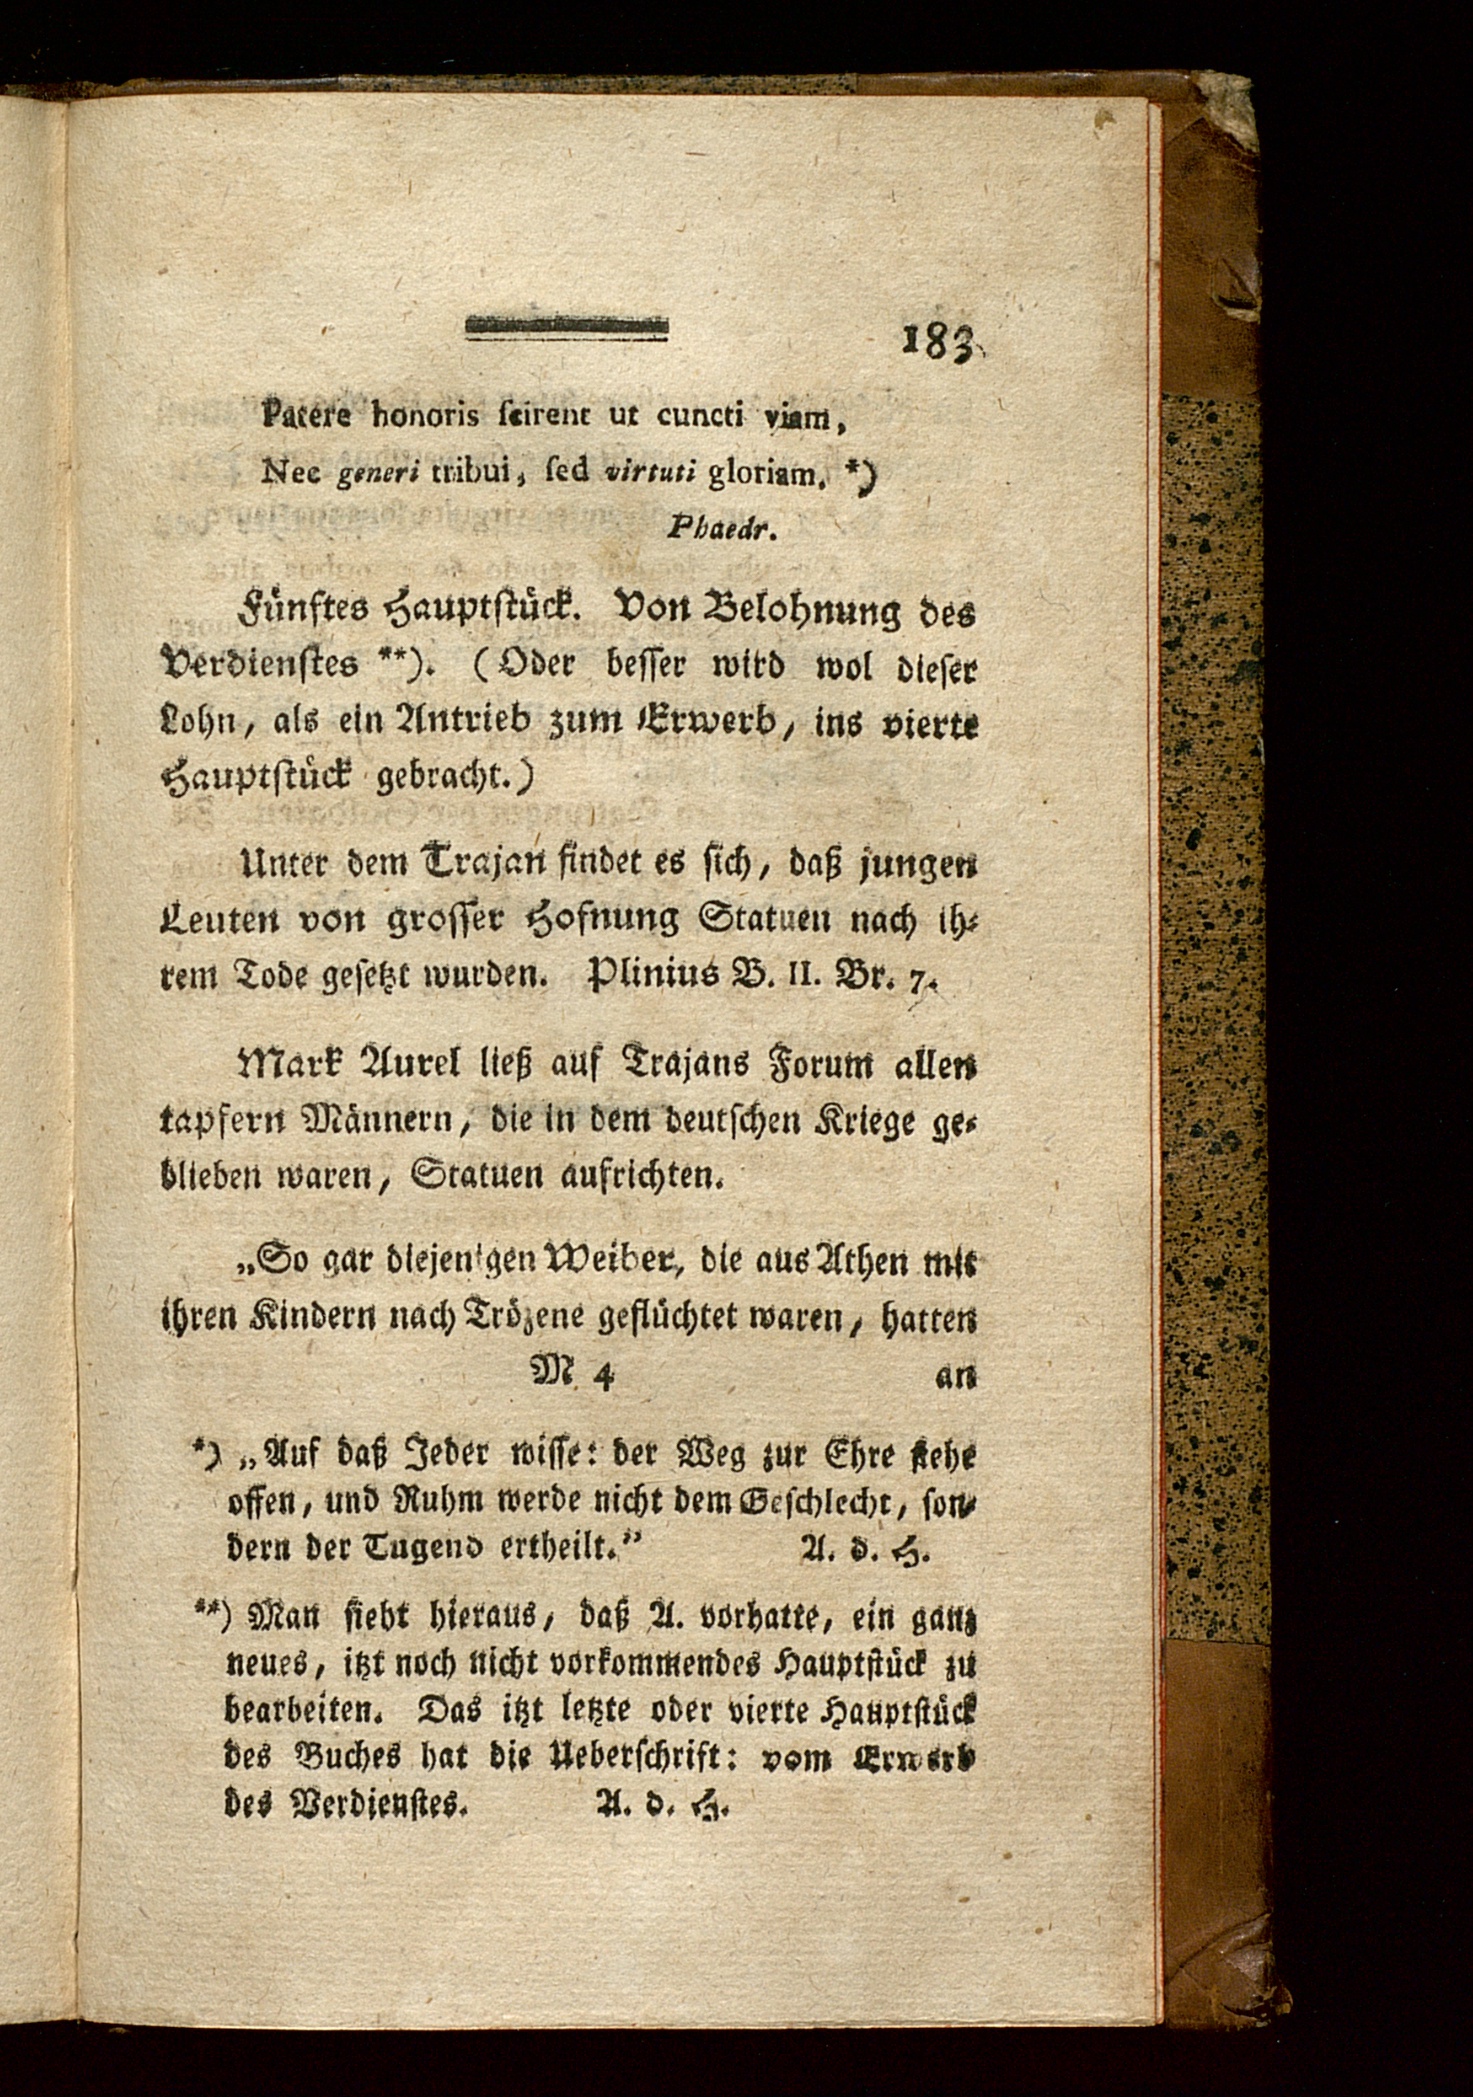 183
Patere honoris ſcirent ut cuncti viam,
Nec generi tribui, ſed virtuti gloriam. *)
Phaedr.
Fünftes Hauptſtück. Von Belohnung des
Verdienſtes **). (Oder beſſer wird wol dieſer
Lohn, als ein Antrieb zum Erwerb, ins vierte
Hauptſtück gebracht.)
Unter dem Trajan findet es ſich, daß jungen
Leuten von groſſer Hofnung Statuen nach ih⸗
rem Tode geſetzt wurden. Plinius B. II. Br. 7.
Mark Aurel ließ auf Trajans Forum allen
tapfern Männern, die in dem deutſchen Kriege ge⸗
blieben waren, Statuen aufrichten.
„So gar diejenigen Weiber, die aus Athen mit
ihren Kindern nach Trözene geflüchtet waren, hatten
M 4 an
*) „Auf daß Jeder wiſſe: der Weg zur Ehre ſtehe
offen, und Ruhm werde nicht dem Geſchlecht, ſon⸗
dern der Tugend ertheilt.” A. d. H.
**) Man ſieht hieraus, daß A. vorhatte, ein ganz
neues, itzt noch nicht vorkommendes Hauptſtück zu
bearbeiten. Das itzt letzte oder vierte Hauptſtück
des Buches hat die Ueberſchrift: vom Erwerb
des Verdienſtes. A. d. H.